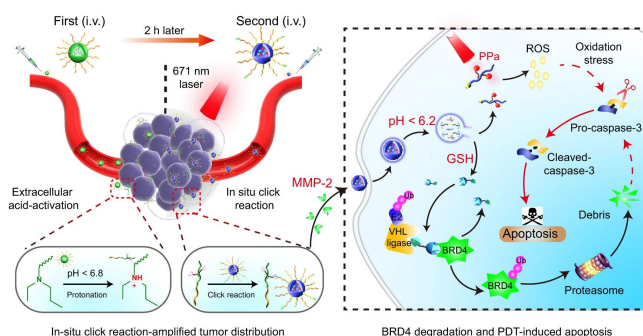 First (i.v.)
2 h later
Second (i.v.)
671 nm
laser
Extracellular
acid-activation
In situ click
reaction
pH < 6.8
N
NH
+
Protonation
Click reaction
In-situ click reaction-amplified tumor distribution
MMP-2
pH < 6.2
PPa
ROS
Oxidation
stress
GSH
Pro-caspase-3
Cleaved-
caspase-3
Apoptosis
Debris
Ub
E2
VHL
ligase
BRD4
Ub
BRD4
Proteasome
BRD4 degradation and PDT-induced apoptosis